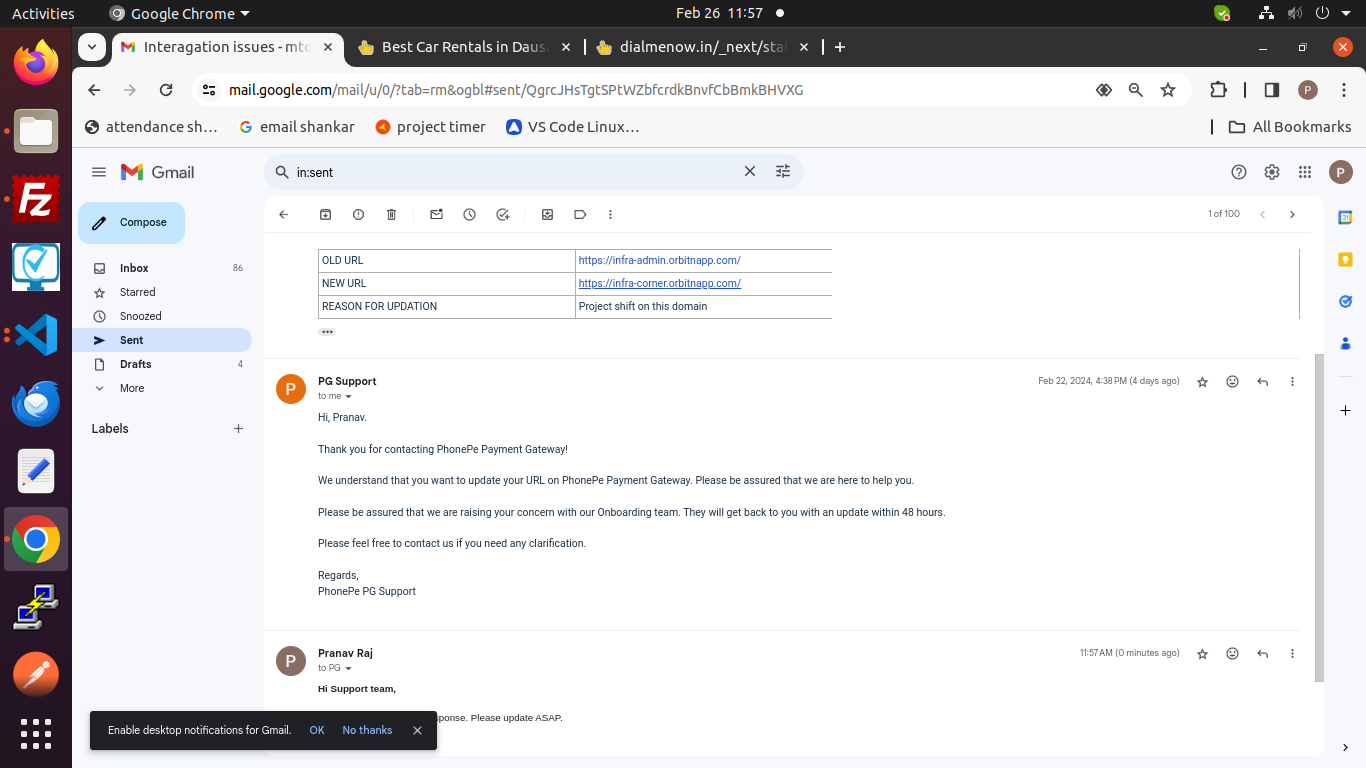 Activities
Google Chrome
Feb 26 11:57
Interagation issues - mto
Best Car Rentals in Dausa
dialmenow.in/_next/stat
mail.google.com/mail/u/0/?tab=rm&ogbl#sent/QgrcJHsTgtSPtWZbfcrdkBnvfCbBmkBHVXG
P
attendance sh…
email shankar
project timer
VS Code Linux…
All Bookmarks
Gmail
in:sent
P
Compose
1 of 100
Inbox 86
Starred
Snoozed
Sent
Drafts 4
More
Labels
OLD URL https://infra-admin.orbitnapp.com/
NEW URL https://infra-corner.orbitnapp.com/
REASON FOR UPDATION Project shift on this domain
P
PG Support
Feb 22, 2024, 4:38 PM (4 days ago)
to me
Hi, Pranav.
Thank you for contacting PhonePe Payment Gateway!
We understand that you want to update your URL on PhonePe Payment Gateway. Please be assured that we are here to help you.
Please be assured that we are raising your concern with our Onboarding team. They will get back to you with an update within 48 hours.
Please feel free to contact us if you need any clarification.
Regards,
PhonePe PG Support
P
Pranav Raj
11:57 AM (0 minutes ago)
to PG
Hi Support team,
sponse. Please update ASAP.
Enable desktop notifications for Gmail. OK No thanks